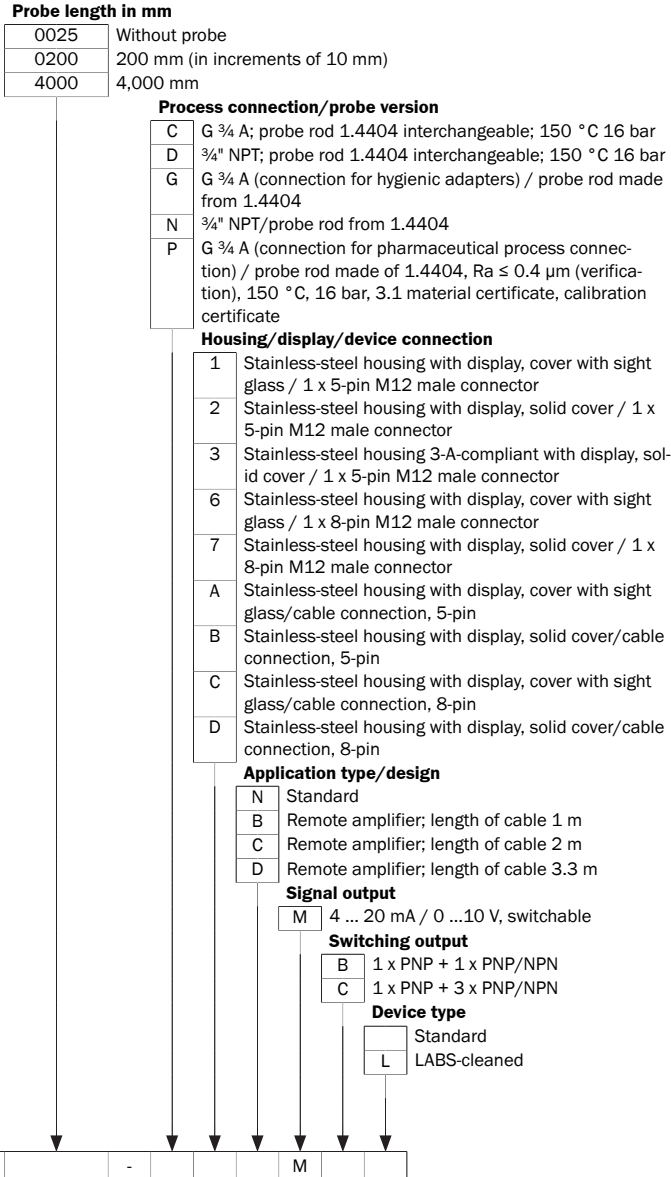 Probe length in mm
0025 Without probe
0200 200 mm (in increments of 10 mm)
4000 4,000 mm
Process connection/probe version
C G ¾ A; probe rod 1.4404 interchangeable; 150 °C 16 bar
D ¾" NPT; probe rod 1.4404 interchangeable; 150 °C 16 bar
G G ¾ A (connection for hygienic adapters) / probe rod made
from 1.4404
N ¾" NPT/probe rod from 1.4404
P G ¾ A (connection for pharmaceutical process connec-
tion) / probe rod made of 1.4404, Ra ≤ 0.4 µm (verifica-
tion), 150 °C, 16 bar, 3.1 material certificate, calibration
certificate
Housing/display/device connection
1 Stainless-steel housing with display, cover with sight
glass / 1 x 5-pin M12 male connector
2 Stainless-steel housing with display, solid cover / 1 x
5-pin M12 male connector
3 Stainless-steel housing 3-A-compliant with display, sol-
id cover / 1 x 5-pin M12 male connector
6 Stainless-steel housing with display, cover with sight
glass / 1 x 8-pin M12 male connector
7 Stainless-steel housing with display, solid cover / 1 x
8-pin M12 male connector
A Stainless-steel housing with display, cover with sight
glass/cable connection, 5-pin
B Stainless-steel housing with display, solid cover/cable
connection, 5-pin
C Stainless-steel housing with display, cover with sight
glass/cable connection, 8-pin
D Stainless-steel housing with display, solid cover/cable
connection, 8-pin
Application type/design
N Standard
B Remote amplifier; length of cable 1 m
C Remote amplifier; length of cable 2 m
D Remote amplifier; length of cable 3.3 m
Signal output
M 4 ... 20 mA / 0 ...10 V, switchable
Switching output
B 1 x PNP + 1 x PNP/NPN
C 1 x PNP + 3 x PNP/NPN
Device type
Standard
L LABS-cleaned
- M